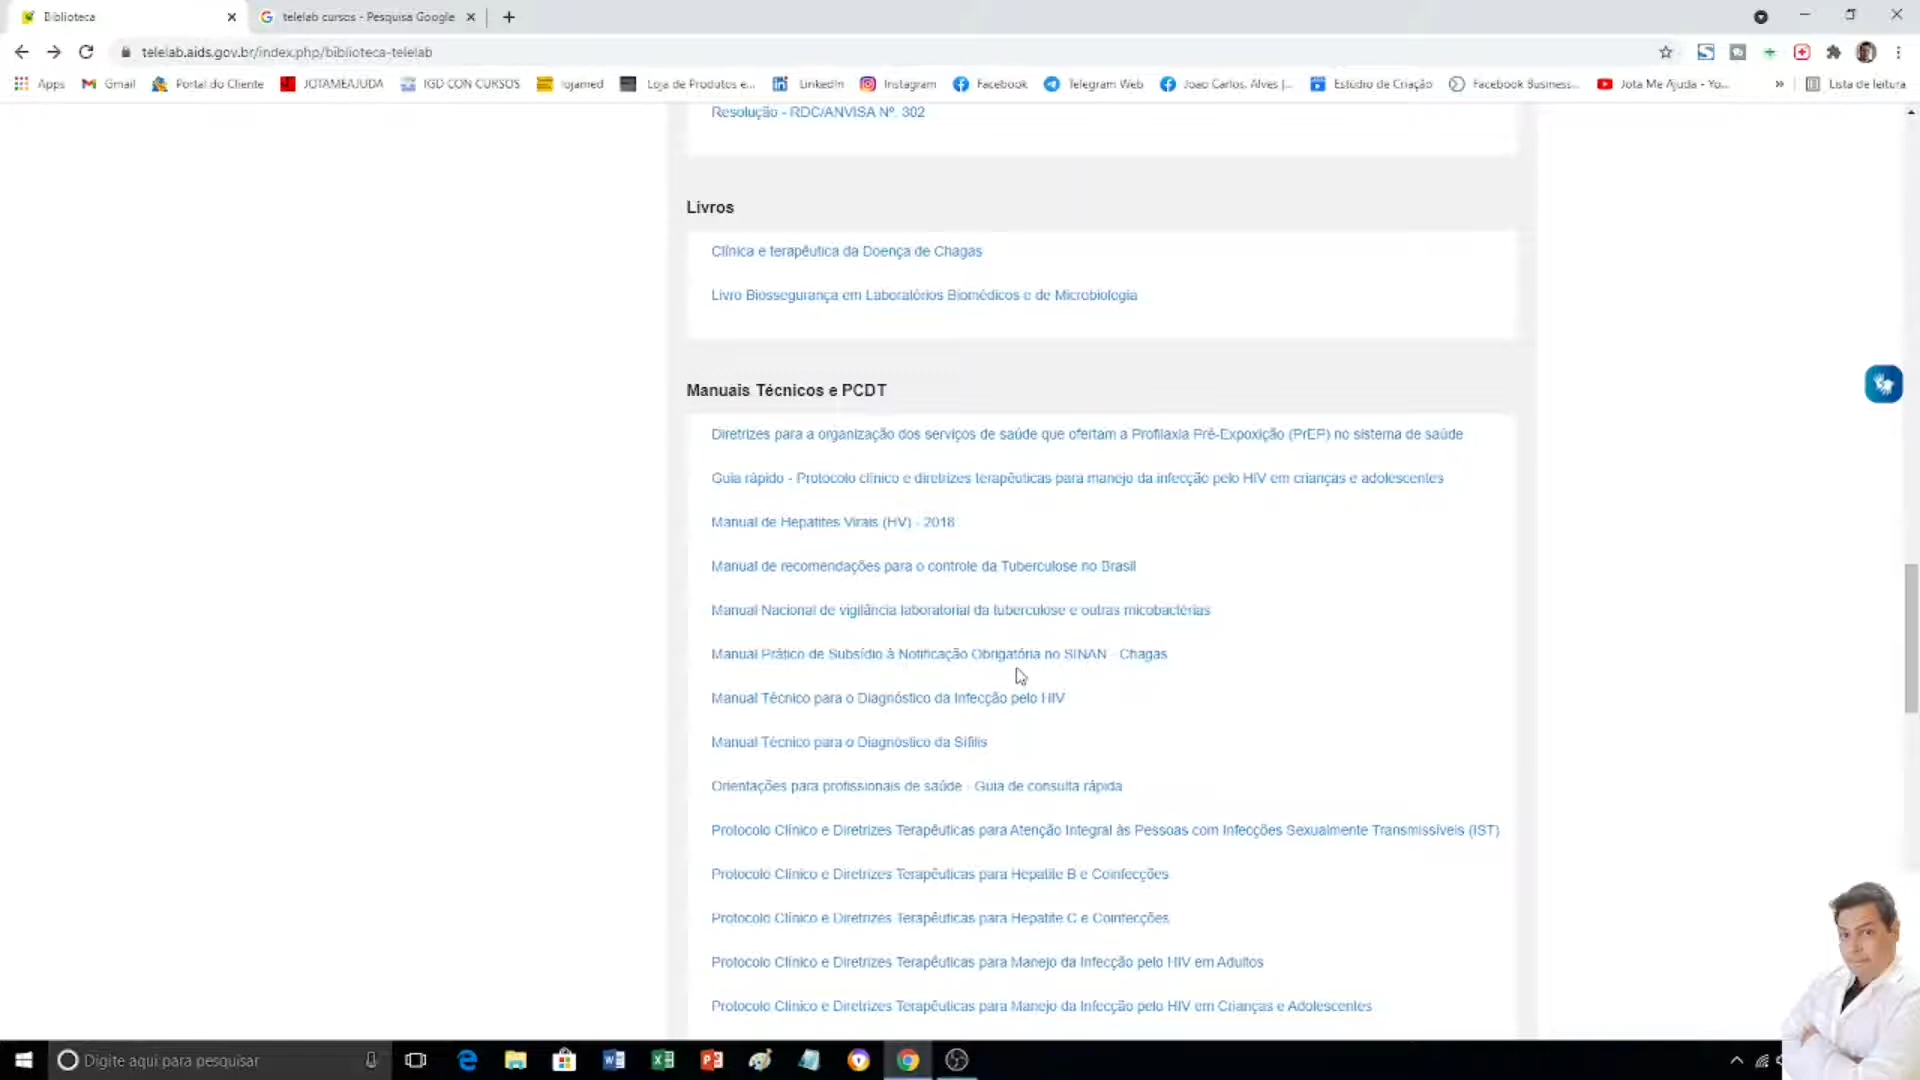 Biblioteca
telelab cursos - Pesquisa Google
telelab.aids.gov.br/index.php/biblioteca-telelab
Apps
Gmail
Portal do Cliente
JOTAMEAJUDA
IGD CON CURSOS
lojamed
Loja de Produtos e...
LinkedIn
Instagram
Facebook
Telegram Web
Joao Carlos. Alves |...
Estúdio de Criação
Facebook Business...
Jota Me Ajuda - Yo...
»
Lista de leitura
Resolução - RDC/ANVISA Nº. 302
Livros
Clínica e terapêutica da Doença de Chagas
Livro Biossegurança em Laboratórios Biomédicos e de Microbiologia
Manuais Técnicos e PCDT
Diretrizes para a organização dos serviços de saúde que ofertam a Profilaxia Pré-Exposição (PrEP) no sistema de saúde
Guia rápido - Protocolo clínico e diretrizes terapêuticas para manejo da infecção pelo HIV em crianças e adolescentes
Manual de Hepatites Virais (HV) - 2018
Manual de recomendações para o controle da Tuberculose no Brasil
Manual Nacional de vigilância laboratorial da tuberculose e outras micobactérias
Manual Prático de Subsídio à Notificação Obrigatória no SINAN - Chagas
Manual Técnico para o Diagnóstico da Infecção pelo HIV
Manual Técnico para o Diagnóstico da Sífilis
Orientações para profissionais de saúde - Guia de consulta rápida
Protocolo Clínico e Diretrizes Terapêuticas para Atenção Integral às Pessoas com Infecções Sexualmente Transmissíveis (IST)
Protocolo Clínico e Diretrizes Terapêuticas para Hepatite B e Coinfecções
Protocolo Clínico e Diretrizes Terapêuticas para Hepatite C e Coinfecções
Protocolo Clínico e Diretrizes Terapêuticas para Manejo da Infecção pelo HIV em Adultos
Protocolo Clínico e Diretrizes Terapêuticas para Manejo da Infecção pelo HIV em Crianças e Adolescentes
Digite aqui para pesquisar